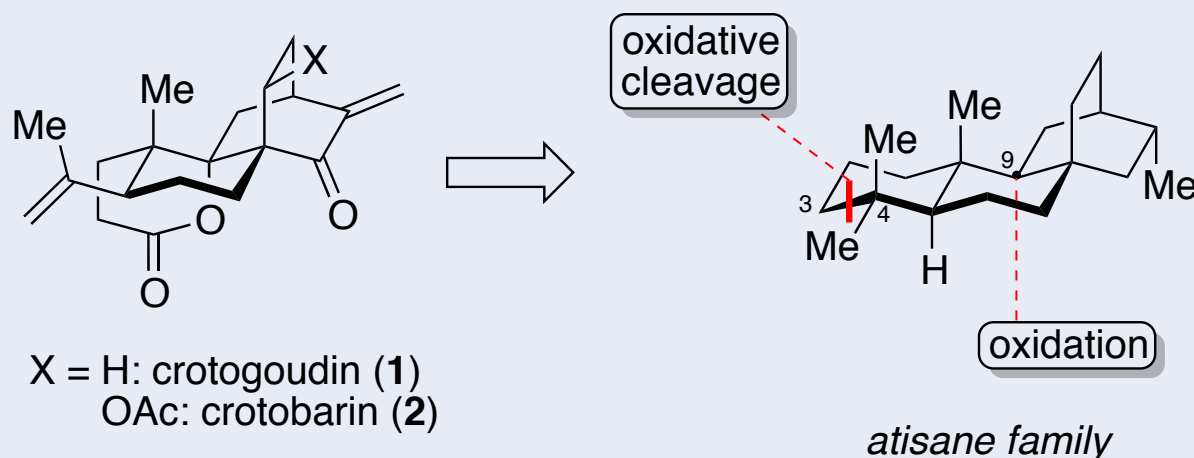 X
Me
Me
O
O
O
X = H: crotogoudin (1)
OAc: crotobarin (2)
oxidative
cleavage
Me
Me
9
3
4
Me
Me
H
oxidation
atisane family